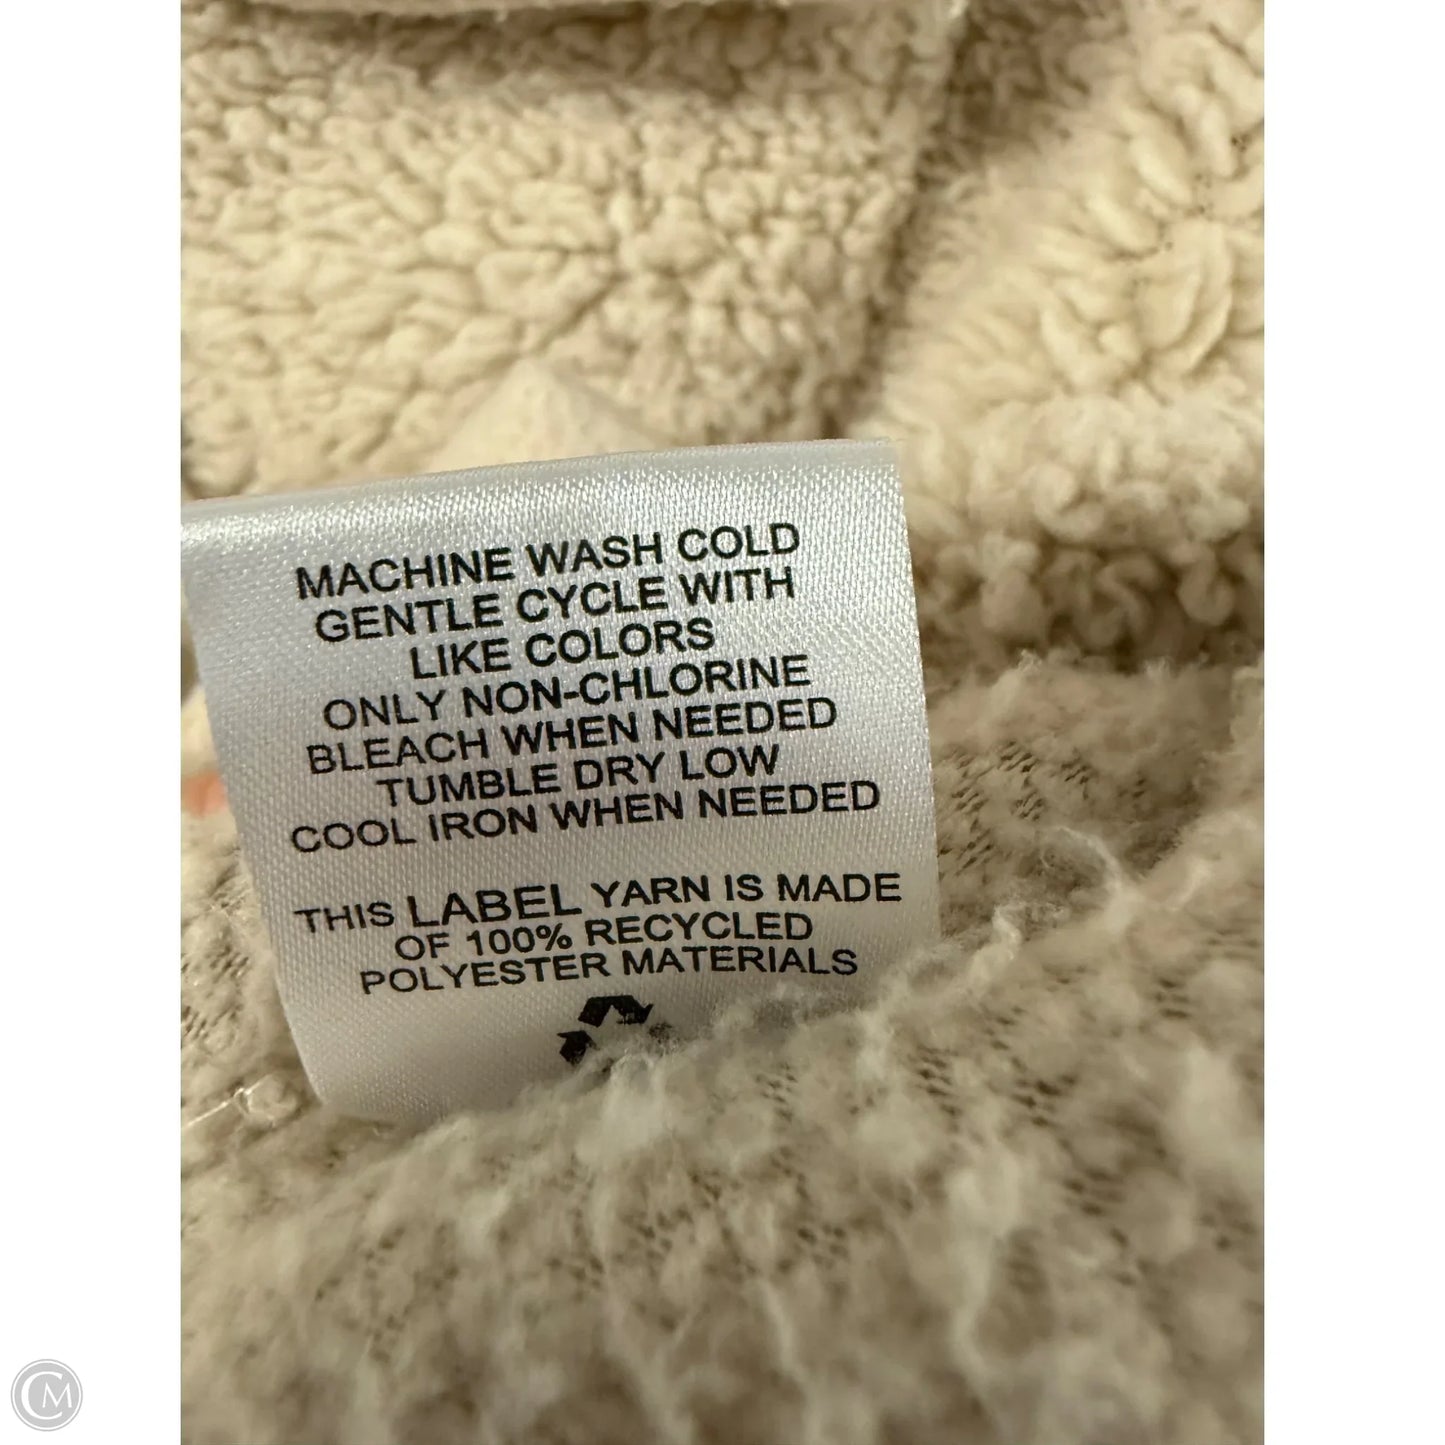 MACHINE WASH COLD
GENTLE CYCLE WITH
LIKE COLORS
ONLY NON-CHLORINE
BLEACH WHEN NEEDED
TUMBLE DRY LOW
COOL IRON WHEN NEEDED
THIS LABEL YARN IS MADE
OF 100% RECYCLED
POLYESTER MATERIALS
CM